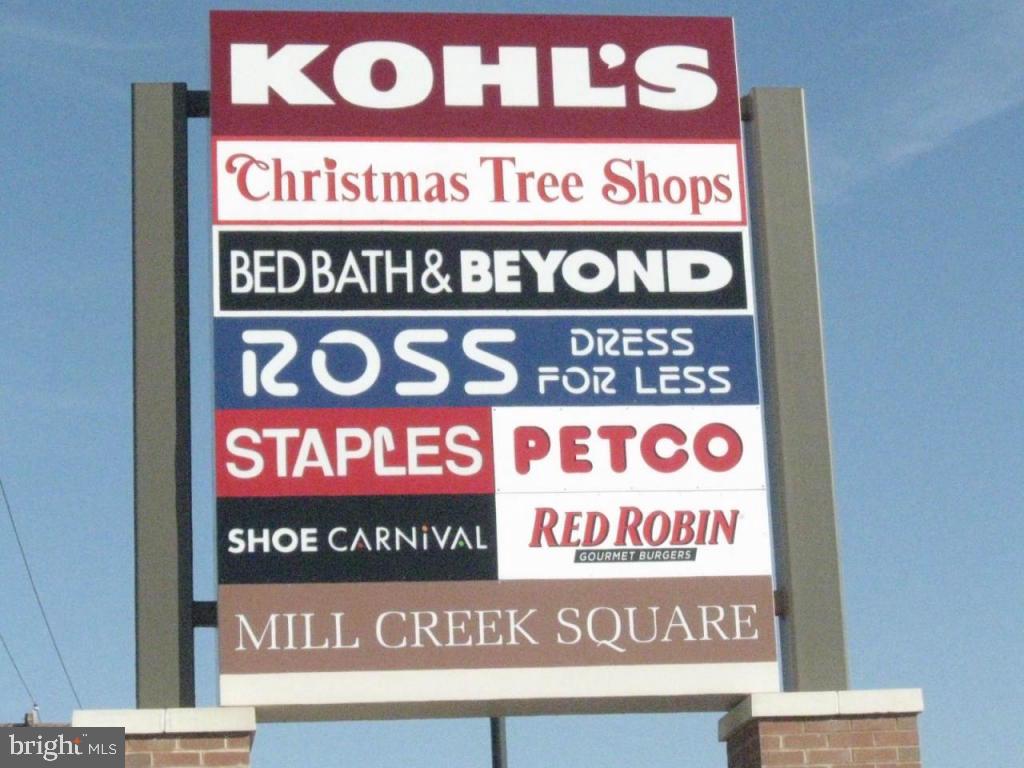 KOHL'S
Christmas Tree Shops
BED BATH & BEYOND
ROSS DRESS FOR LESS
STAPLES
PETCO
SHOE CARNiVAL
RED ROBIN
GOURMET BURGERS
MILL CREEK SQUARE
bright MLS